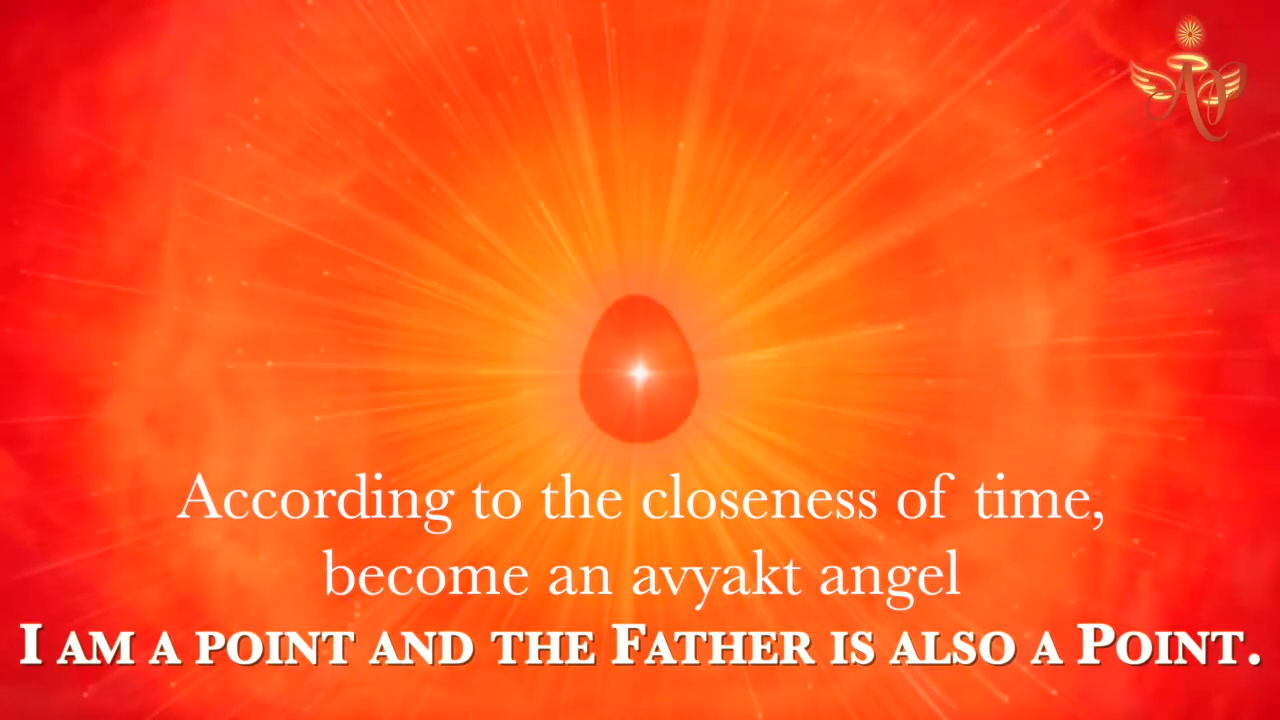 According to the closeness of time,
become an avyakt angel
I AM A POINT AND THE FATHER IS ALSO A POINT.